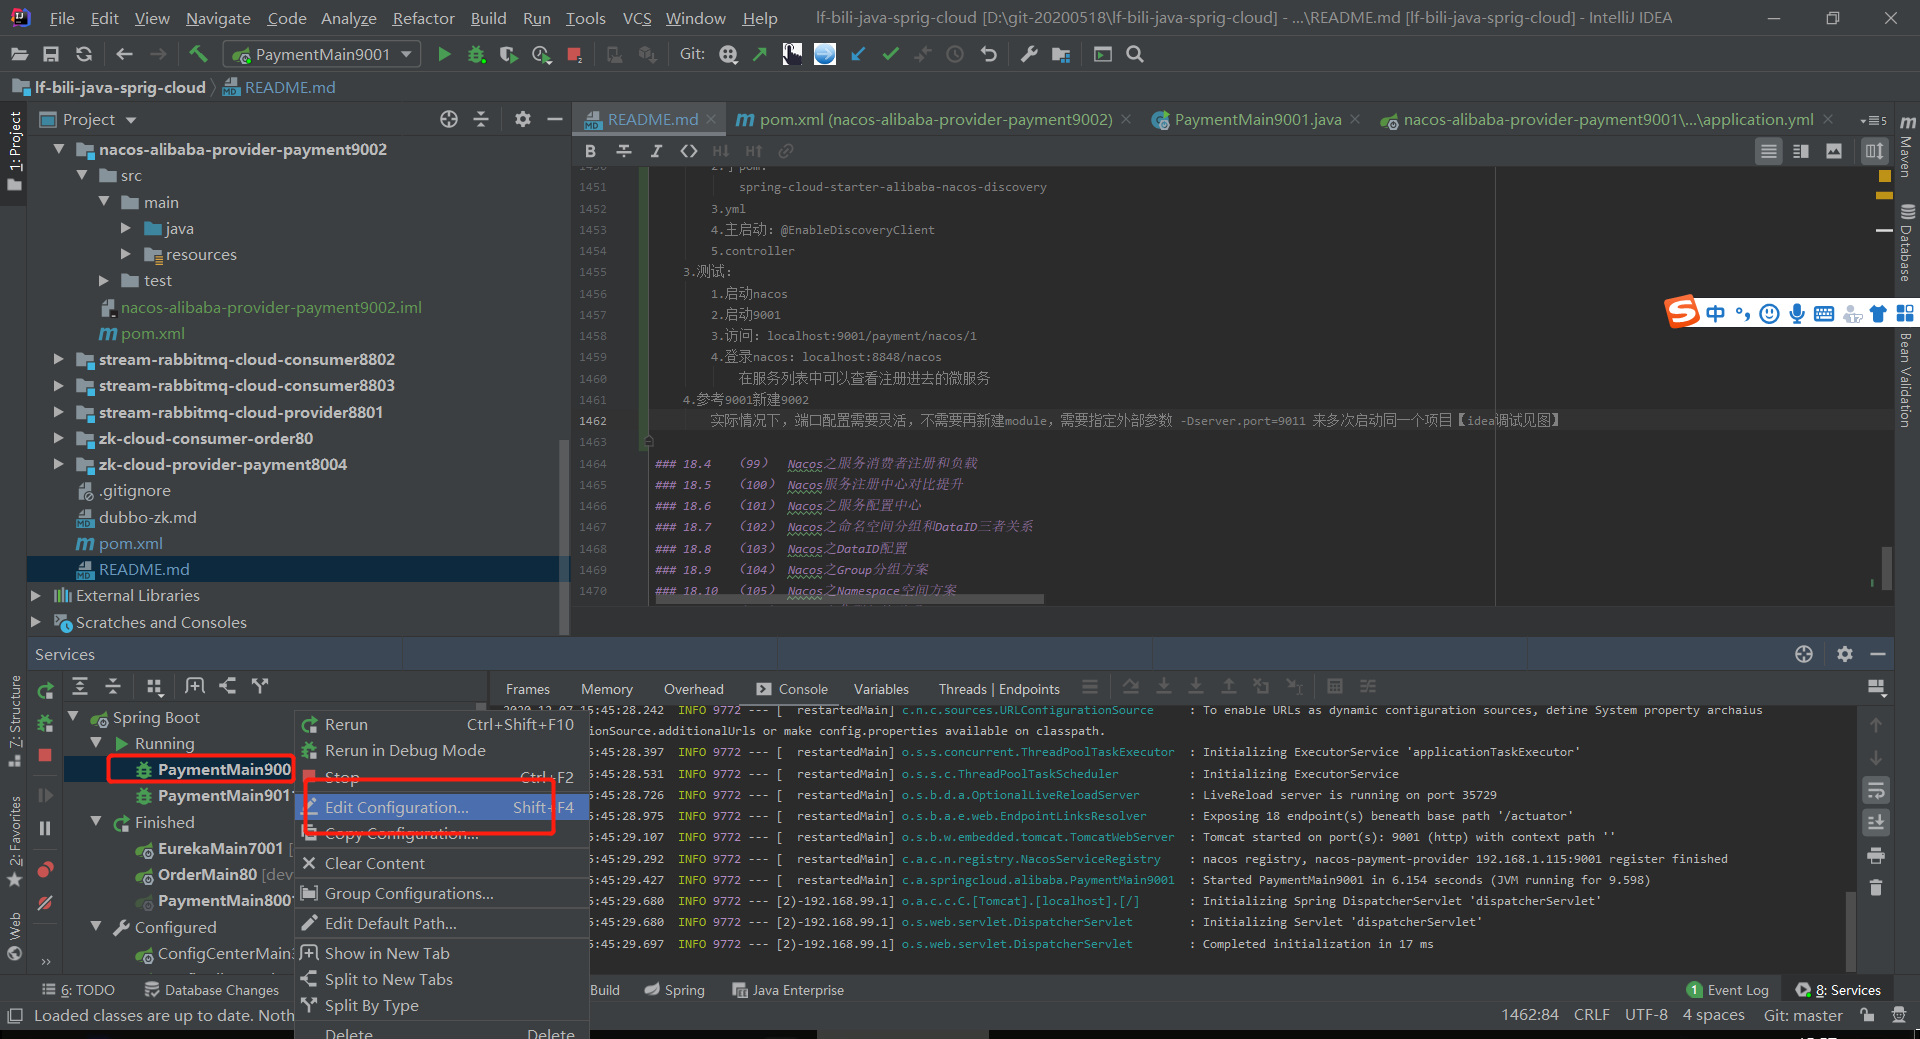 File Edit View Navigate Code Analyze Refactor Build Run Tools VCS Window Help lf-bili-java-sprig-cloud [D:\git-20200518\lf-bili-java-sprig-cloud] - ...\README.md [lf-bili-java-sprig-cloud] - IntelliJ IDEA
PaymentMain9001 Git:
lf-bili-java-sprig-cloud README.md
Project
README.md
pom.xml (nacos-alibaba-provider-payment9002)
PaymentMain9001.java
nacos-alibaba-provider-payment9001\...\application.yml
5
1: Project
nacos-alibaba-provider-payment9002
src
main
java
resources
test
nacos-alibaba-provider-payment9002.iml
pom.xml
stream-rabbitmq-cloud-consumer8802
stream-rabbitmq-cloud-consumer8803
stream-rabbitmq-cloud-provider8801
zk-cloud-consumer-order80
zk-cloud-provider-payment8004
.gitignore
dubbo-zk.md
pom.xml
README.md
External Libraries
Scratches and Consoles
1451 spring-cloud-starter-alibaba-nacos-discovery
1452 3.yml
1453 4.主启动: @EnableDiscoveryClient
1454 5.controller
1455 3.测试:
1456 1.启动nacos
1457 2.启动9001
1458 3.访问: localhost:9001/payment/nacos/1
1459 4.登录nacos: localhost:8848/nacos
1460 在服务列表中可以查看注册进去的微服务
1461 4.参考9001新建9002
1462 实际情况下, 端口配置需要灵活, 不需要再新建module, 需要指定外部参数 -Dserver.port=9011 来多次启动同一个项目【idea调试见图】
1463
1464 ### 18.4 （99） Nacos之服务消费者注册和负载
1465 ### 18.5 （100） Nacos服务注册中心对比提升
1466 ### 18.6 （101） Nacos之服务配置中心
1467 ### 18.7 （102） Nacos之命名空间分组和DataID三者关系
1468 ### 18.8 （103） Nacos之DataID配置
1469 ### 18.9 （104） Nacos之Group分组方案
1470 ### 18.10 （105） Nacos之Namespace空间方案
Maven
Database
Bean Validation
中
Services
Frames Memory Overhead Console Variables Threads | Endpoints
Spring Boot
Running
PaymentMain900
PaymentMain901
Finished
EurekaMain7001 [
OrderMain80 [dev
PaymentMain800
Configured
ConfigCenterMain
Rerun Ctrl+Shift+F10
Rerun in Debug Mode
Stop Ctrl+F2
Edit Configuration... Shift+F4
Copy Configuration...
Clear Content
Group Configurations...
Edit Default Path...
Show in New Tab
Split to New Tabs
Split By Type
Delete Delete
2020-12-07 15:45:28.242 INFO 9772 --- [ restartedMain] c.n.c.sources.URLConfigurationSource : To enable URLs as dynamic configuration sources, define System property archaius
ionSource.additionalUrls or make config.properties available on classpath.
5:45:28.397 INFO 9772 --- [ restartedMain] o.s.s.concurrent.ThreadPoolTaskExecutor : Initializing ExecutorService 'applicationTaskExecutor'
5:45:28.531 INFO 9772 --- [ restartedMain] o.s.s.c.ThreadPoolTaskScheduler : Initializing ExecutorService
5:45:28.726 INFO 9772 --- [ restartedMain] o.s.b.d.a.OptionalLiveReloadServer : LiveReload server is running on port 35729
5:45:28.975 INFO 9772 --- [ restartedMain] o.s.b.a.e.web.EndpointLinksResolver : Exposing 18 endpoint(s) beneath base path '/actuator'
5:45:29.107 INFO 9772 --- [ restartedMain] o.s.b.w.embedded.tomcat.TomcatWebServer : Tomcat started on port(s): 9001 (http) with context path ''
5:45:29.292 INFO 9772 --- [ restartedMain] c.a.c.n.registry.NacosServiceRegistry : nacos registry, nacos-payment-provider 192.168.1.115:9001 register finished
5:45:29.427 INFO 9772 --- [ restartedMain] c.a.springcloud.alibaba.PaymentMain9001 : Started PaymentMain9001 in 6.154 seconds (JVM running for 9.598)
5:45:29.680 INFO 9772 --- [2)-192.168.99.1] o.a.c.c.C.[Tomcat].[localhost].[/] : Initializing Spring DispatcherServlet 'dispatcherServlet'
5:45:29.680 INFO 9772 --- [2)-192.168.99.1] o.s.web.servlet.DispatcherServlet : Initializing Servlet 'dispatcherServlet'
5:45:29.697 INFO 9772 --- [2)-192.168.99.1] o.s.web.servlet.DispatcherServlet : Completed initialization in 17 ms
7: Structure
2: Favorites
Web
6: TODO Database Changes Build Spring Java Enterprise 1 Event Log 8: Services
Loaded classes are up to date. Noth 1462:84 CRLF UTF-8 4 spaces Git: master